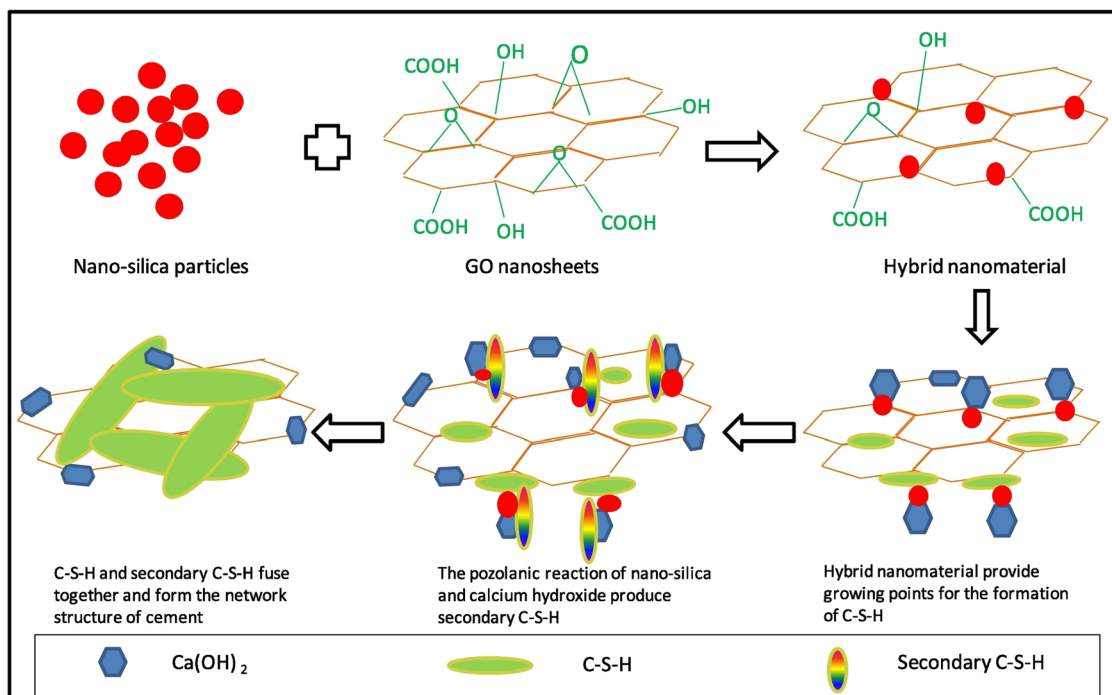 OH
O
COOH
OH
O
O
COOH
OH
COOH
OH
O
COOH
COOH
Nano-silica particles
GO nanosheets
Hybrid nanomaterial
C-S-H and secondary C-S-H fuse
together and form the network
structure of cement
The pozolanic reaction of nano-silica
and calcium hydroxide produce
secondary C-S-H
Hybrid nanomaterial provide
growing points for the formation
of C-S-H
Ca(OH) 2
C-S-H
Secondary C-S-H